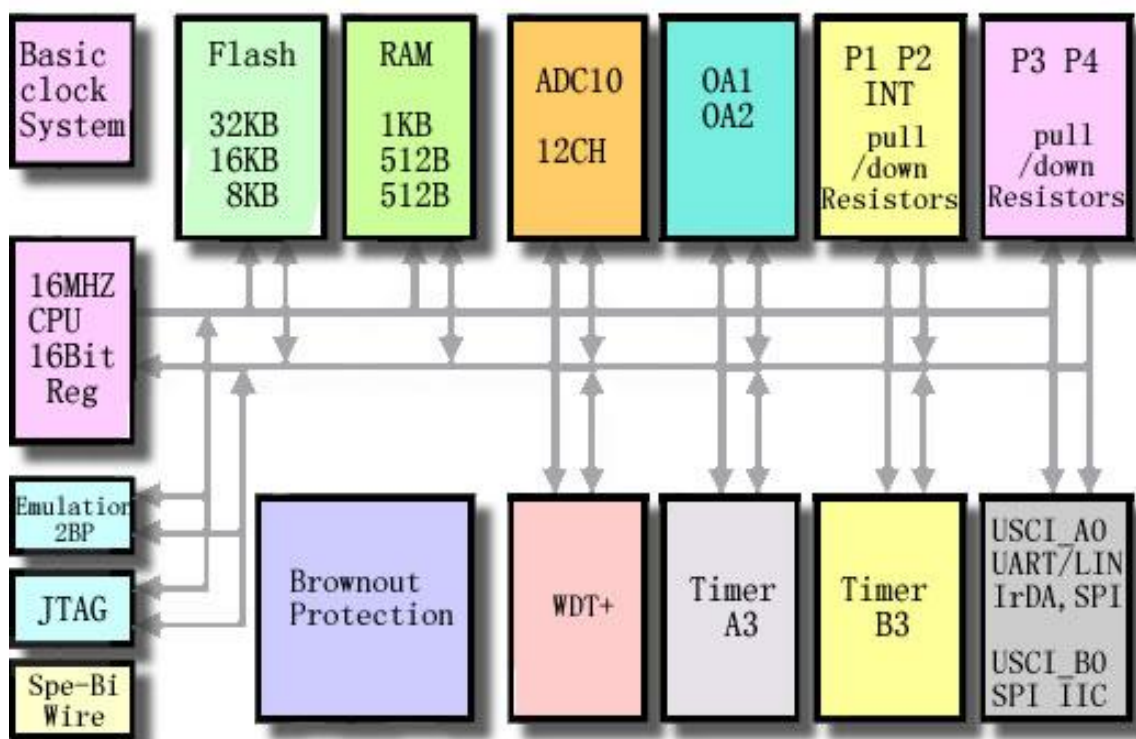 Basic
clock
System
Flash
32KB
16KB
8KB
RAM
1KB
512B
512B
ADC10
12CH
OA1
OA2
P1 P2
INT
pull
/down
Resistors
P3 P4
pull
/down
Resistors
16MHZ
CPU
16Bit
Reg
Emulation
2BP
JTAG
Spe-Bi
Wire
Brownout
Protection
WDT+
Timer
A3
Timer
B3
USCI_A0
UART/LIN
IrDA,SPI
USCI_B0
SPI IIC